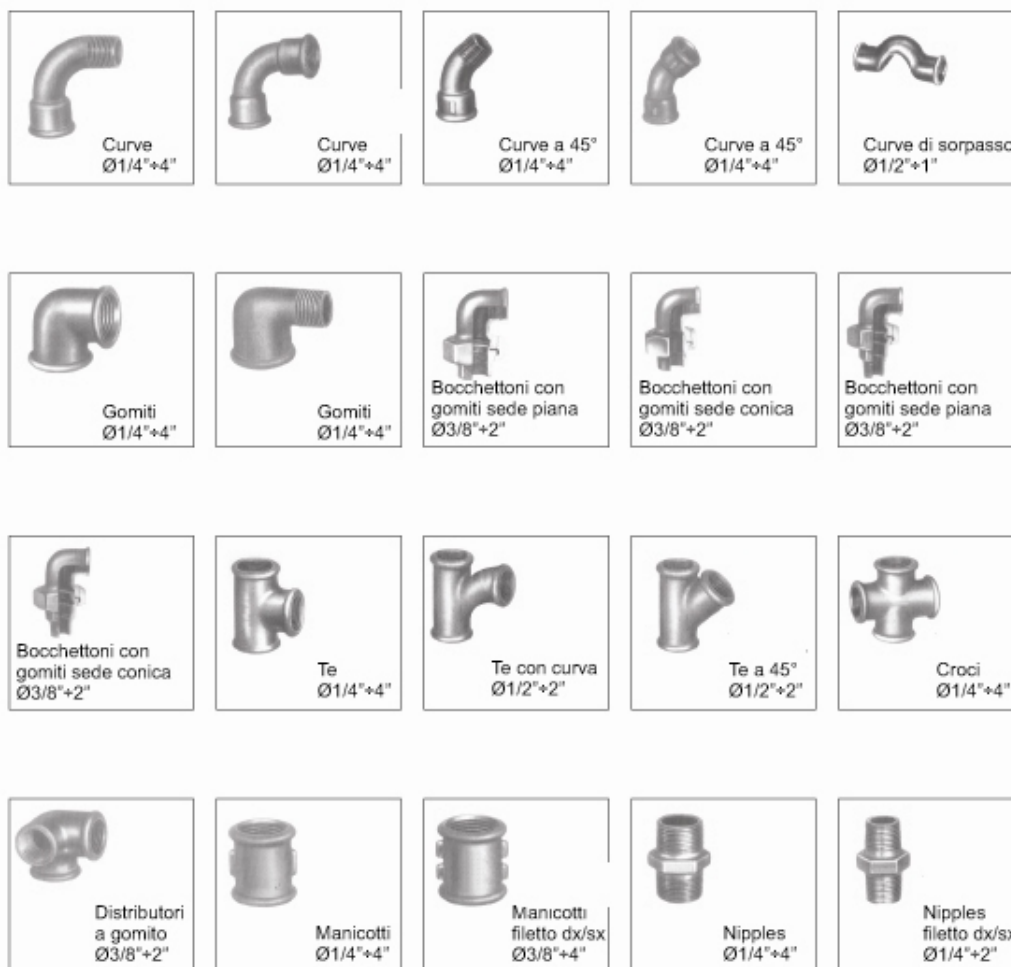 Curve
Ø1/4"÷4"
Curve
Ø1/4"÷4"
Curve a 45°
Ø1/4"÷4"
Curve a 45°
Ø1/4"÷4"
Curve di sorpasso
Ø1/2"÷1"
Gomiti
Ø1/4"÷4"
Gomiti
Ø1/4"÷4"
Bocchettoni con
gomiti sede piana
Ø3/8"÷2"
Bocchettoni con
gomiti sede conica
Ø3/8"÷2"
Bocchettoni con
gomiti sede piana
Ø3/8"÷2"
Bocchettoni con
gomiti sede conica
Ø3/8"÷2"
Te
Ø1/4"÷4"
Te con curva
Ø1/2"÷2"
Te a 45°
Ø1/2"÷2"
Croci
Ø1/4"÷4"
Distributori
a gomito
Ø3/8"÷2"
Manicotti
Ø1/4"÷4"
Manicotti
filetto dx/sx
Ø3/8"÷4"
Nipples
Ø1/4"÷4"
Nipples
filetto dx/sx
Ø1/4"÷2"